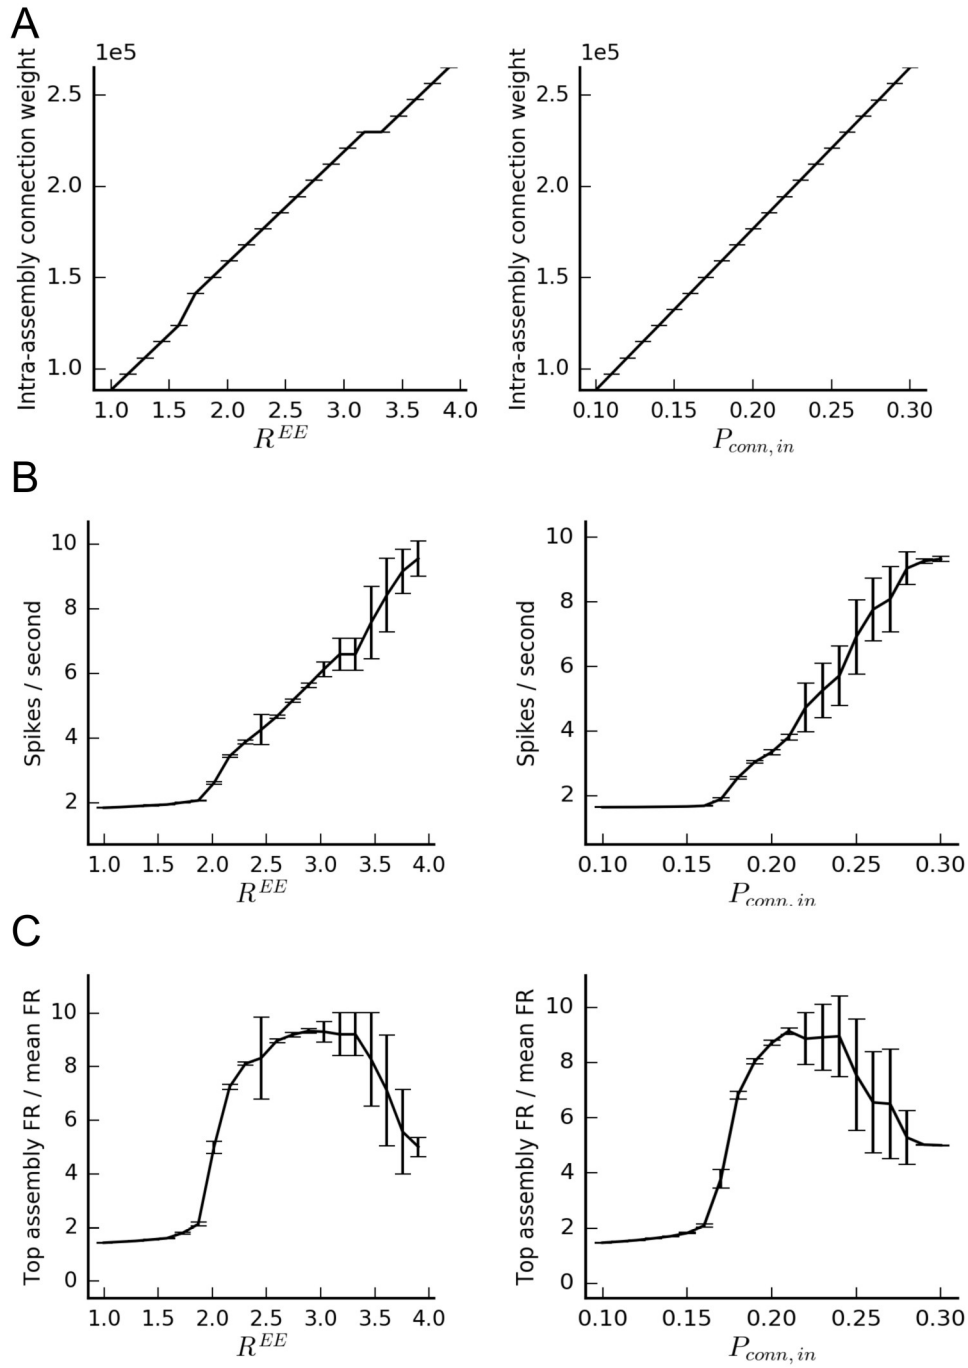 A
1e5
Intra-assembly connection weight
2.5
2.0
1.5
1.0
1.0 1.5 2.0 2.5 3.0 3.5 4.0
R^{EE}
1e5
Intra-assembly connection weight
2.5
2.0
1.5
1.0
0.10 0.15 0.20 0.25 0.30
P_{conn, in}
B
Spikes / second
10
8
6
4
2
1.0 1.5 2.0 2.5 3.0 3.5 4.0
R^{EE}
Spikes / second
10
8
6
4
2
0.10 0.15 0.20 0.25 0.30
P_{conn, in}
C
Top assembly FR / mean FR
10
8
6
4
2
0
1.0 1.5 2.0 2.5 3.0 3.5 4.0
R^{EE}
Top assembly FR / mean FR
10
8
6
4
2
0
0.10 0.15 0.20 0.25 0.30
P_{conn, in}